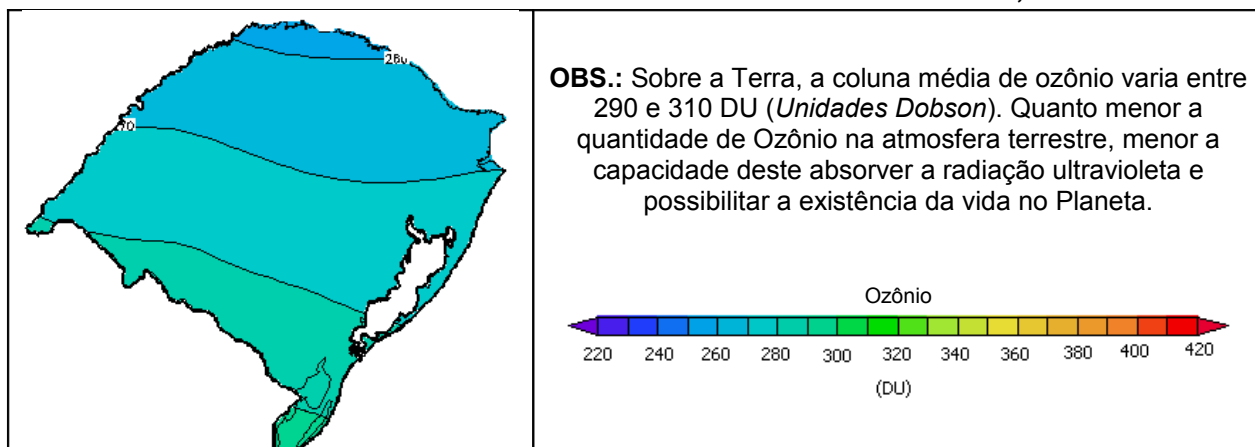 260
70
OBS.: Sobre a Terra, a coluna média de ozônio varia entre
290 e 310 DU (Unidades Dobson). Quanto menor a
quantidade de Ozônio na atmosfera terrestre, menor a
capacidade deste absorver a radiação ultravioleta e
possibilitar a existência da vida no Planeta.
Ozônio
220 240 260 280 300 320 340 360 380 400 420
(DU)